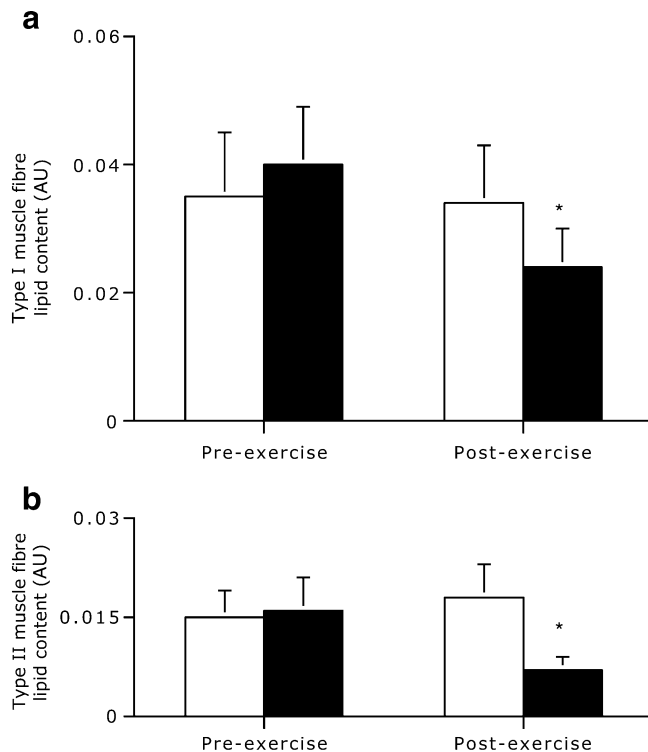 a
0.06
0.04
0.02
0
Type I muscle fibre
lipid content (AU)
*
Pre-exercise Post-exercise
b
0.03
0.015
0
Type II muscle fibre
lipid content (AU)
*
Pre-exercise Post-exercise